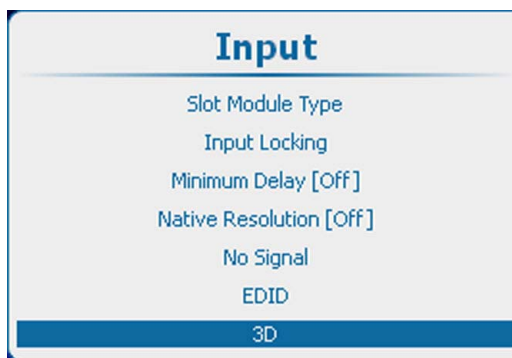 Input
Slot Module Type
Input Locking
Minimum Delay [Off]
Native Resolution [Off]
No Signal
EDID
3D